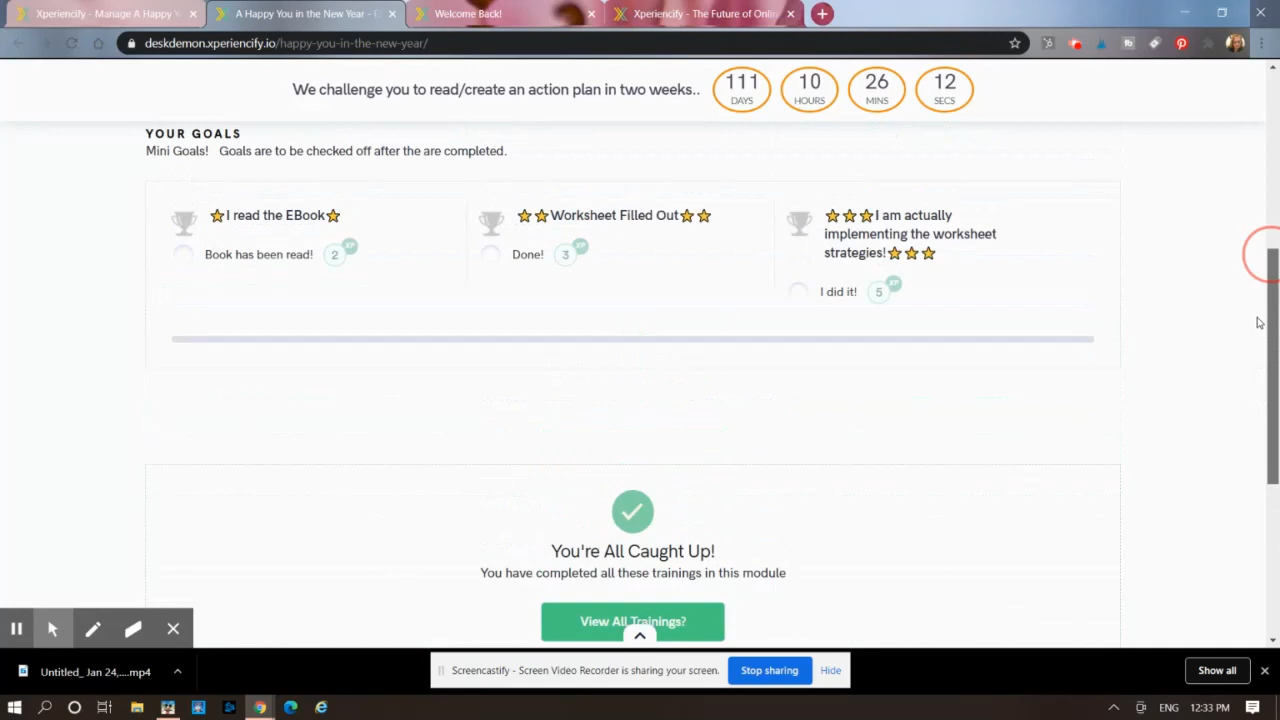 Xperiencify - Manage A Happy Y
A Happy You in the New Year - E
Welcome Back!
Xperiencify - The Future of Onlin
deskdemon.xperiencify.io/happy-you-in-the-new-year/
We challenge you to read/create an action plan in two weeks..
111 10 26 12
DAYS HOURS MINS SECS
YOUR GOALS
Mini Goals! Goals are to be checked off after the are completed.
I read the EBook
Book has been read! 2 XP
Worksheet Filled Out
Done! 3 XP
I am actually
implementing the worksheet
strategies!
I did it! 5 XP
You're All Caught Up!
You have completed all these trainings in this module
View All Trainings?
Untitled_ Jan 24,....mp4
Screencastify - Screen Video Recorder is sharing your screen.
Stop sharing
Hide
Show all
ENG 12:33 PM